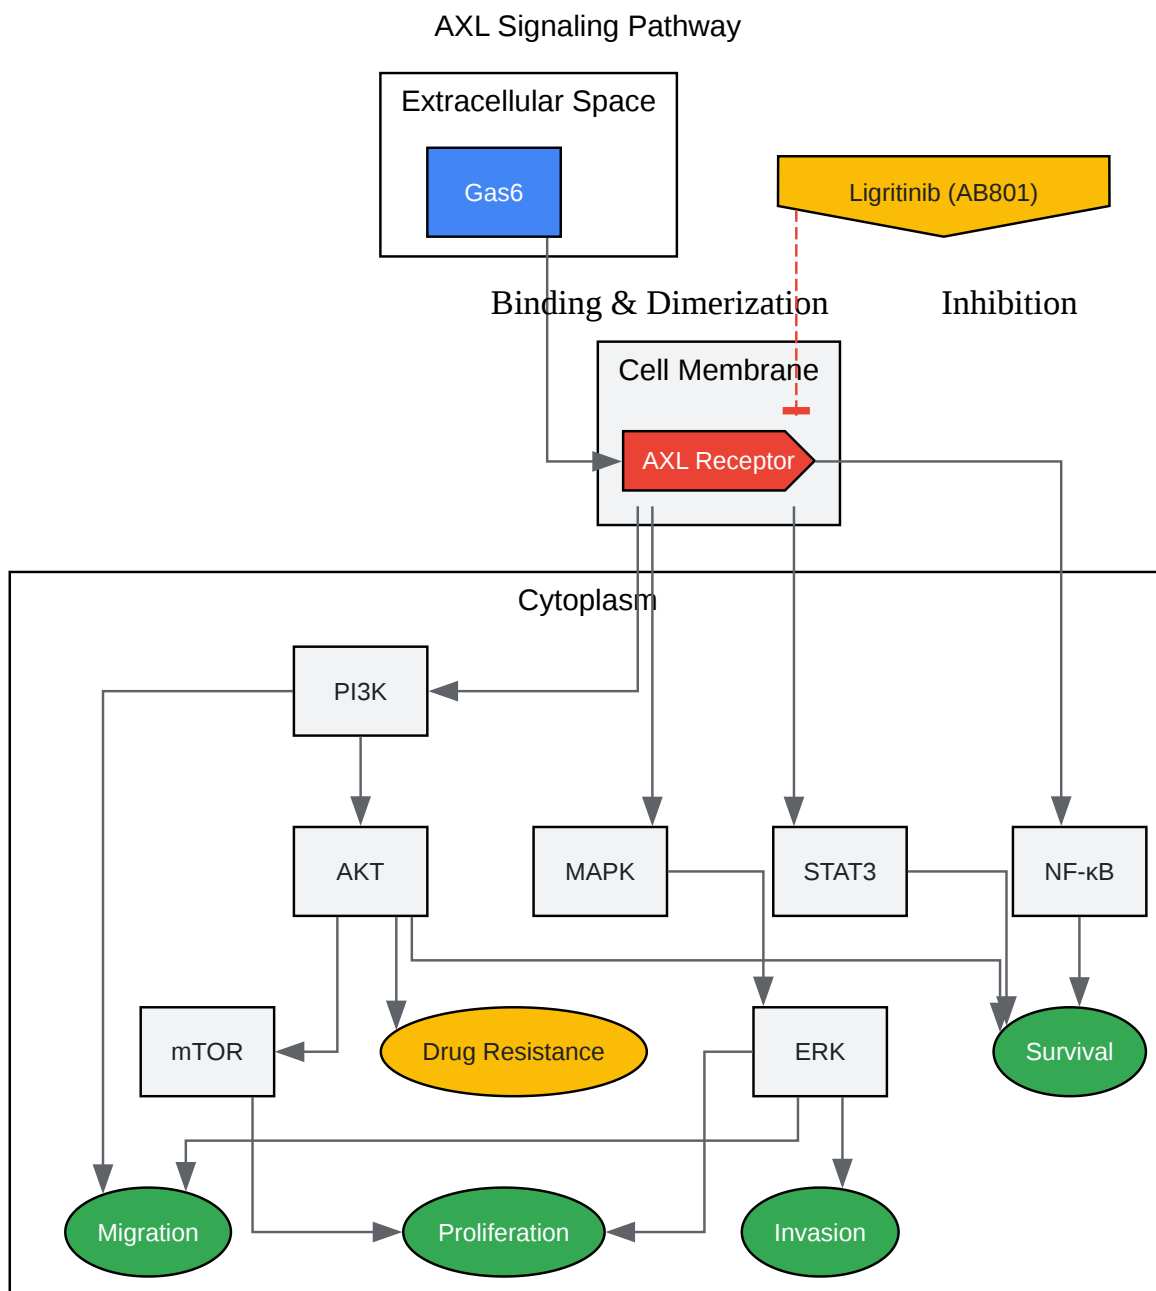 AXL Signaling Pathway
Extracellular Space
Gas6
Ligritinib (AB801)
Binding & Dimerization
Inhibition
Cell Membrane
AXL Receptor
Cytoplasm
PI3K
AKT
MAPK
STAT3
NF-κB
mTOR
Drug Resistance
ERK
Survival
Migration
Proliferation
Invasion